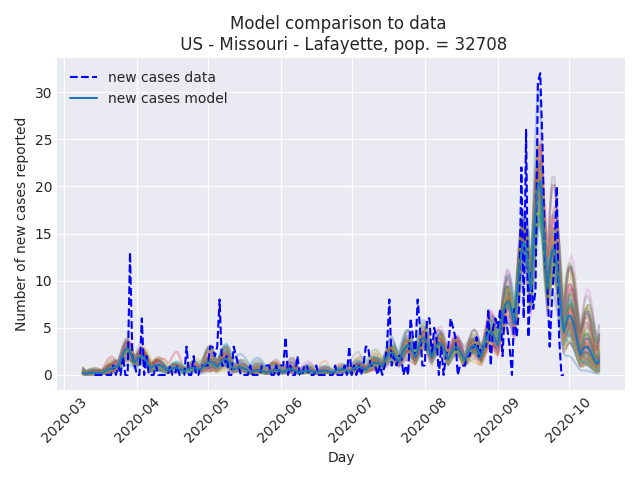 Model comparison to data
US - Missouri - Lafayette, pop. = 32708
new cases data
new cases model
Number of new cases reported
30
25
20
15
10
5
0
2020-03
2020-04
2020-05
2020-06
2020-07
2020-08
2020-09
2020-10
Day